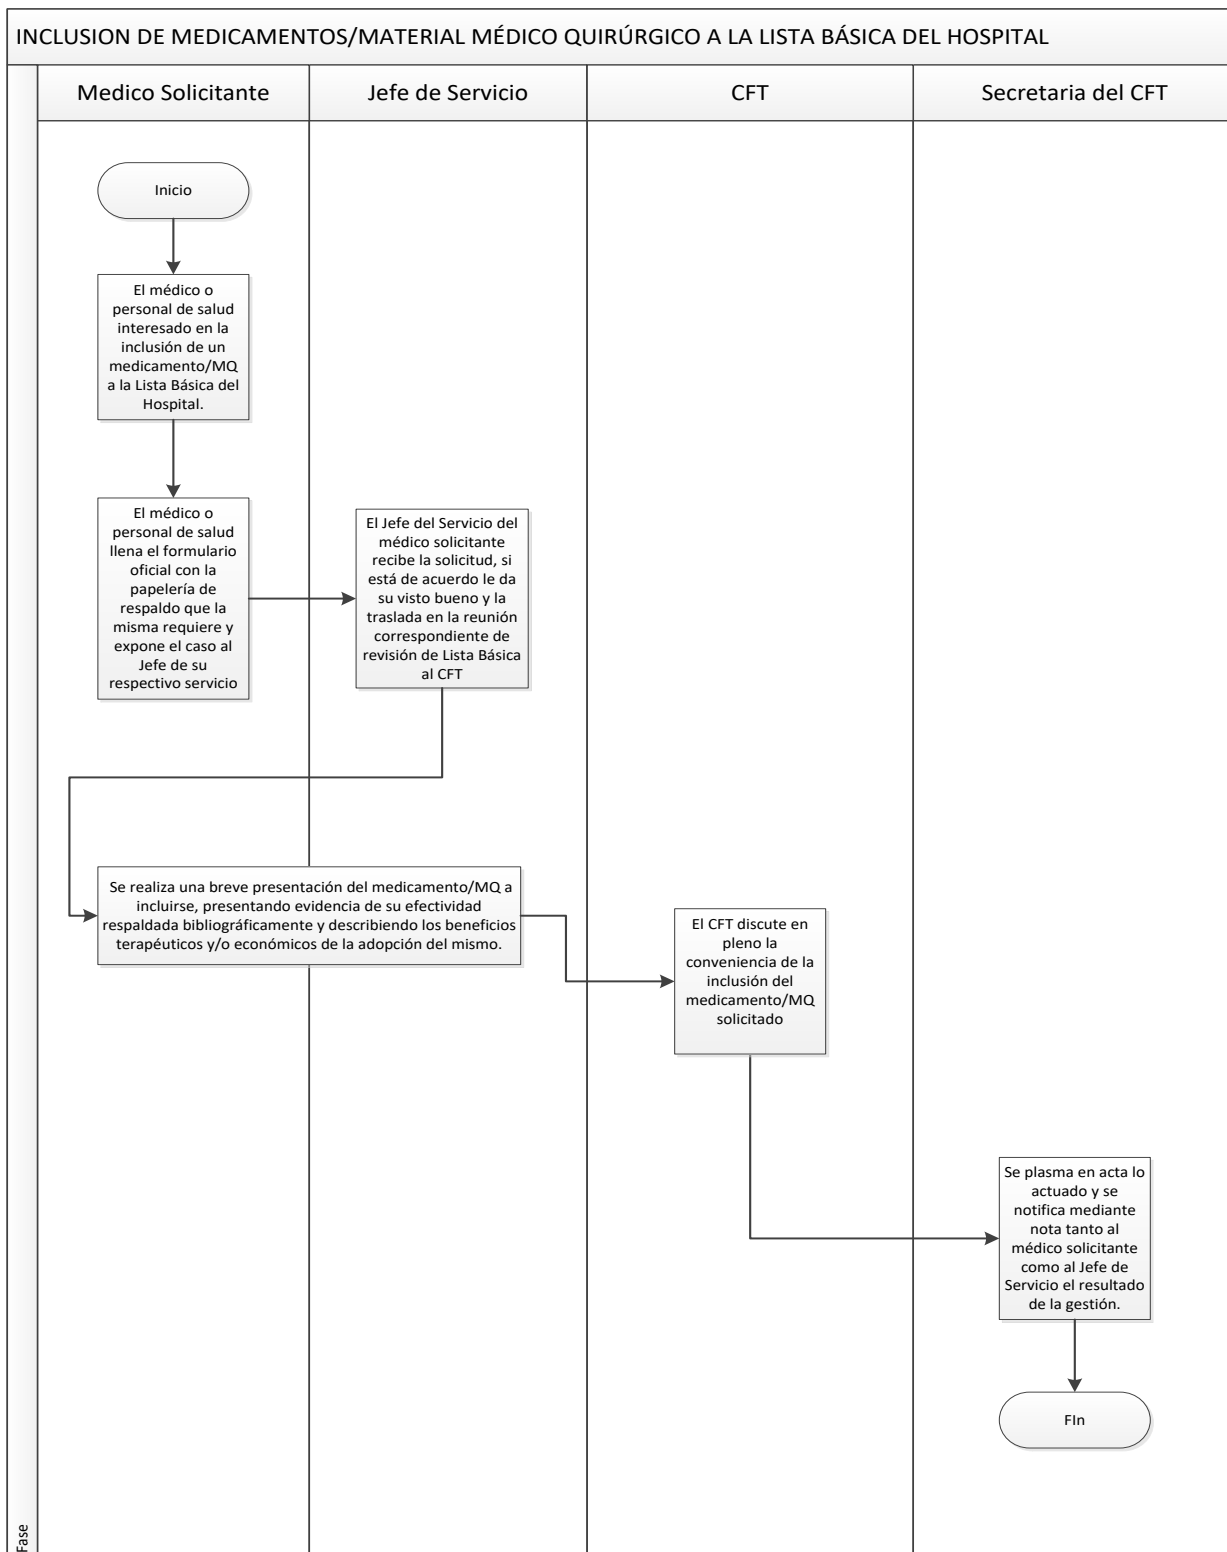 INCLUSION DE MEDICAMENTOS/MATERIAL MÉDICO QUIRÚRGICO A LA LISTA BÁSICA DEL HOSPITAL
Medico Solicitante
Jefe de Servicio
CFT
Secretaria del CFT
Inicio
El médico o
personal de salud
interesado en la
inclusión de un
medicamento/MQ
a la Lista Básica del
Hospital.
El médico o
personal de salud
llena el formulario
oficial con la
papelería de
respaldo que la
misma requiere y
expone el caso al
Jefe de su
respectivo servicio
El Jefe del Servicio del
médico solicitante
recibe la solicitud, si
está de acuerdo le da
su visto bueno y la
traslada en la reunión
correspondiente de
revisión de Lista Básica
al CFT
Se realiza una breve presentación del medicamento/MQ a
incluirse, presentando evidencia de su efectividad
respaldada bibliográficamente y describiendo los beneficios
terapéuticos y/o económicos de la adopción del mismo.
El CFT discute en
pleno la
conveniencia de la
inclusión del
medicamento/MQ
solicitado
Se plasma en acta lo
actuado y se
notifica mediante
nota tanto al
médico solicitante
como al Jefe de
Servicio el resultado
de la gestión.
FIn
Fase